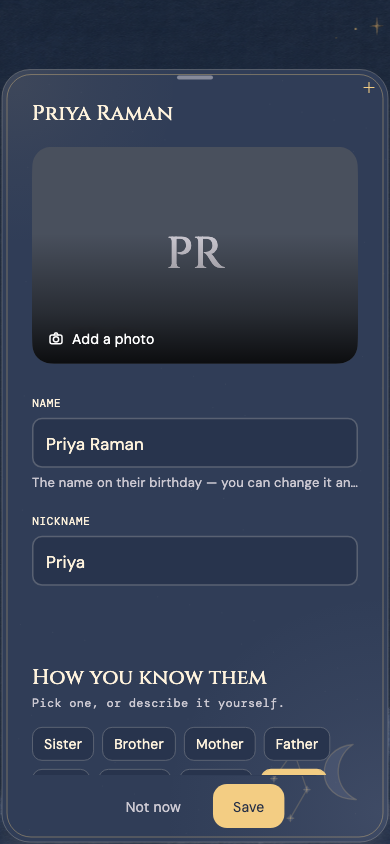 Priya Raman
PR
Add a photo
NAME
Priya Raman
The name on their birthday — you can change it an…
NICKNAME
Priya
How you know them
Pick one, or describe it yourself.
Sister Brother Mother Father
Not now Save